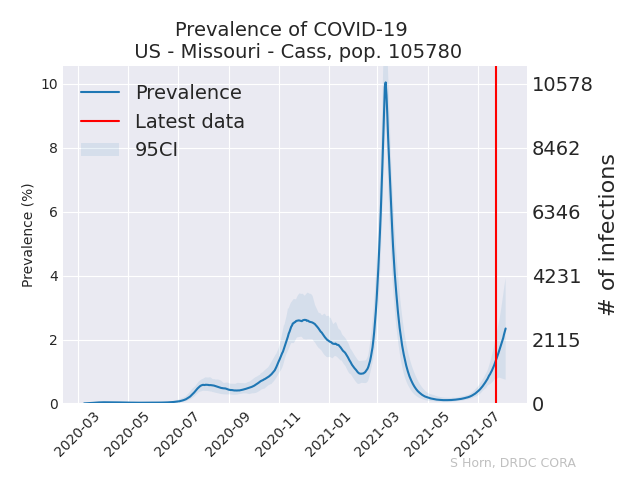 Prevalence of COVID-19
US - Missouri - Cass, pop. 105780
Prevalence
Latest data
95CI
Prevalence (%)
10
8
6
4
2
0
10578
8462
6346
4231
2115
0
# of infections
2020-03
2020-05
2020-07
2020-09
2020-11
2021-01
2021-03
2021-05
2021-07
S Horn, DRDC CORA